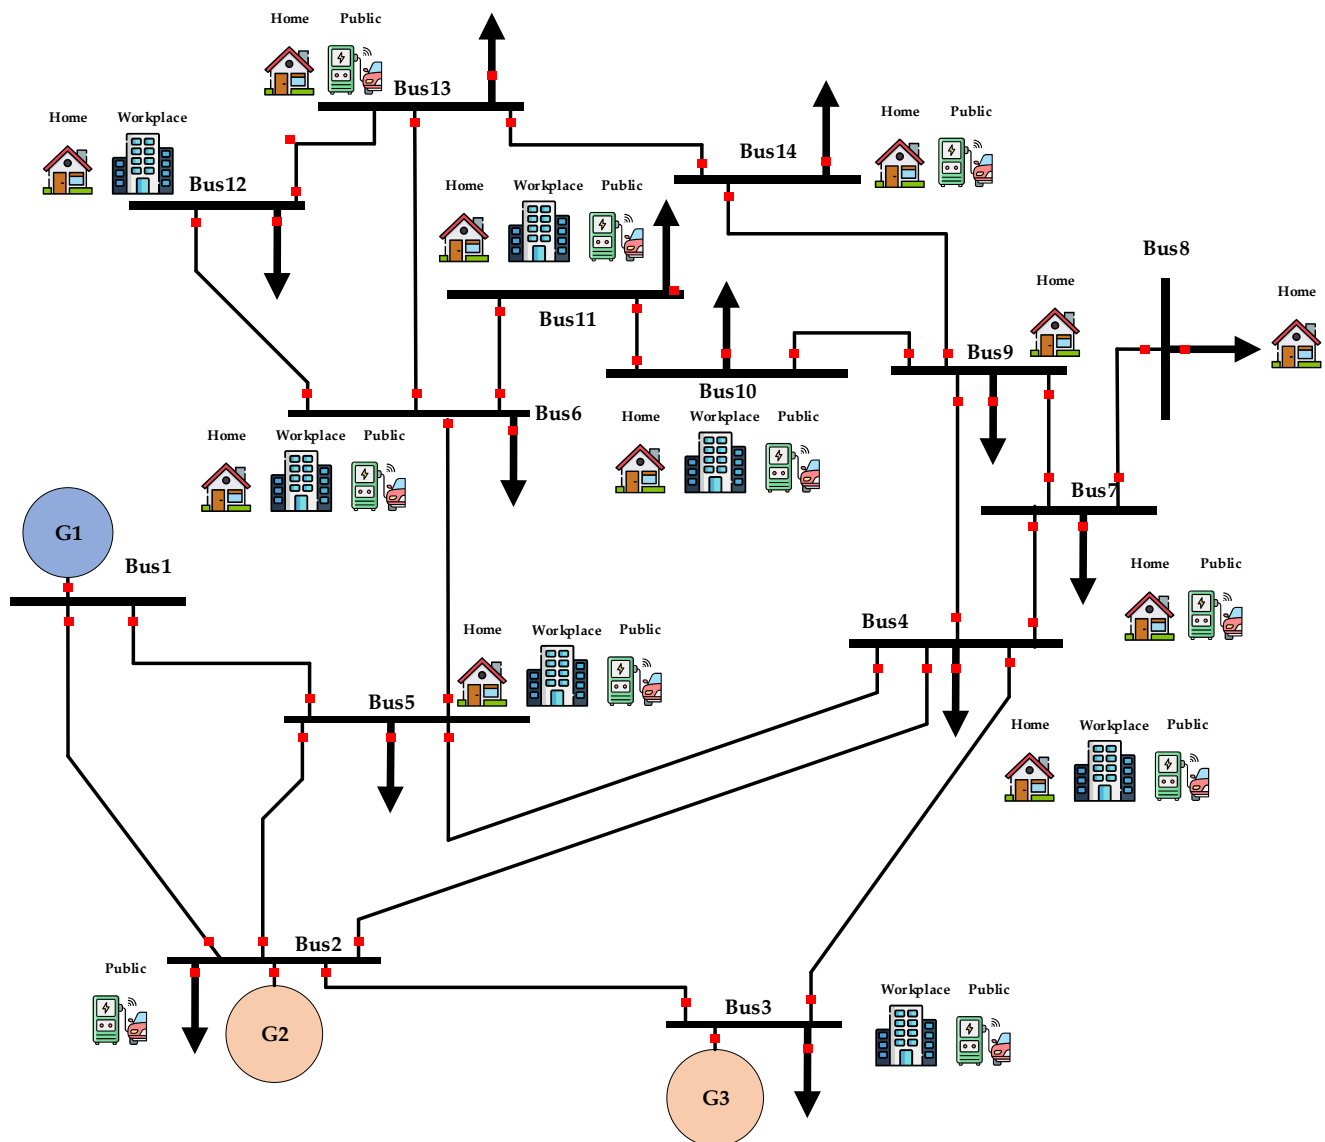 Home Public
Bus13
Home Workplace
Bus12
Bus14
Home Public
Home Workplace Public
Bus11
Bus8
Home
Home
Bus9
Bus10
Bus6
Home Workplace Public
Home Workplace Public
Bus7
G1
Bus1
Home Public
Bus4
Home Workplace Public
Bus5
Home Workplace Public
Bus2
Public
G2
Bus3
Workplace Public
G3